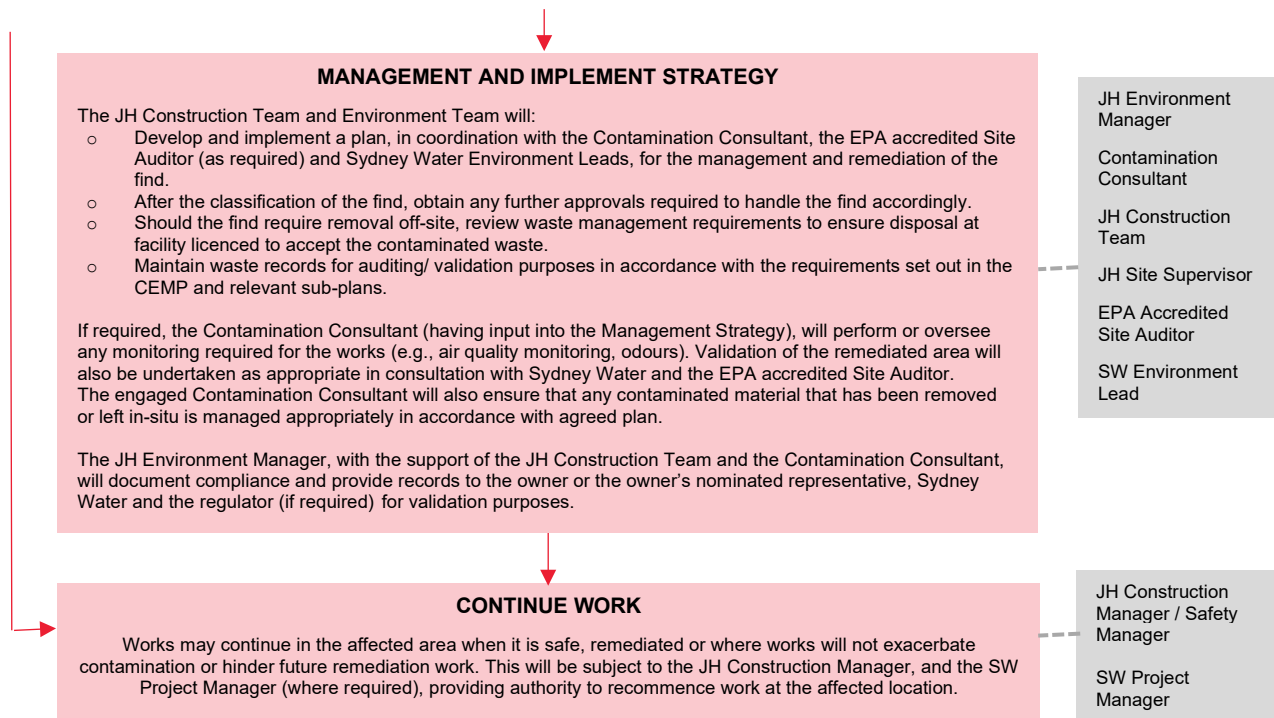 MANAGEMENT AND IMPLEMENT STRATEGY
The JH Construction Team and Environment Team will:
o Develop and implement a plan, in coordination with the Contamination Consultant, the EPA accredited Site
Auditor (as required) and Sydney Water Environment Leads, for the management and remediation of the
find.
o After the classification of the find, obtain any further approvals required to handle the find accordingly.
o Should the find require removal off-site, review waste management requirements to ensure disposal at
facility licenced to accept the contaminated waste.
o Maintain waste records for auditing/ validation purposes in accordance with the requirements set out in the
CEMP and relevant sub-plans.
If required, the Contamination Consultant (having input into the Management Strategy), will perform or oversee
any monitoring required for the works (e.g., air quality monitoring, odours). Validation of the remediated area will
also be undertaken as appropriate in consultation with Sydney Water and the EPA accredited Site Auditor.
The engaged Contamination Consultant will also ensure that any contaminated material that has been removed
or left in-situ is managed appropriately in accordance with agreed plan.
The JH Environment Manager, with the support of the JH Construction Team and the Contamination Consultant,
will document compliance and provide records to the owner or the owner's nominated representative, Sydney
Water and the regulator (if required) for validation purposes.
JH Environment
Manager
Contamination
Consultant
JH Construction
Team
JH Site Supervisor
EPA Accredited
Site Auditor
SW Environment
Lead
CONTINUE WORK
Works may continue in the affected area when it is safe, remediated or where works will not exacerbate
contamination or hinder future remediation work. This will be subject to the JH Construction Manager, and the SW
Project Manager (where required), providing authority to recommence work at the affected location.
JH Construction
Manager / Safety
Manager
SW Project
Manager